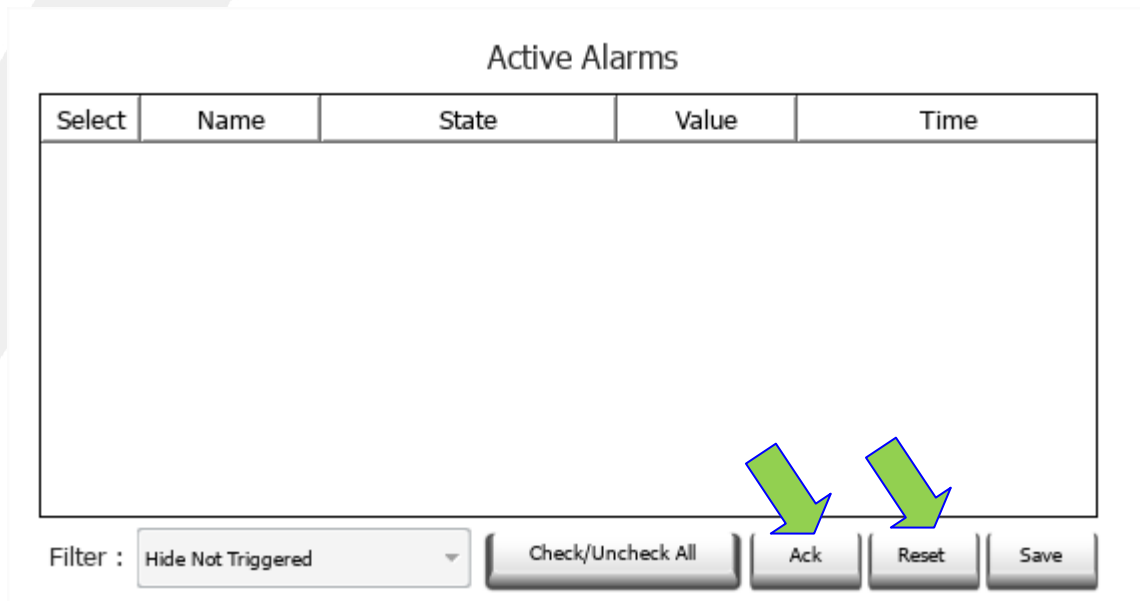 Active Alarms
Select Name State Value Time
Filter : Hide Not Triggered Check/Uncheck All Ack Reset Save